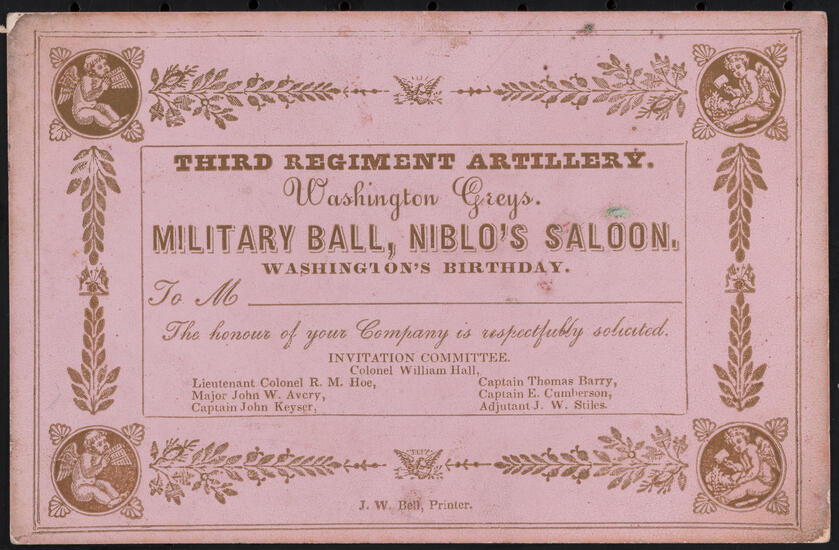 THIRD REGIMENT ARTILLERY.
Washington Greys.
MILITARY BALL, NIBLO'S SALOON.
WASHINGTON'S BIRTHDAY.
To M
The honour of your Company is respectfully solicited.
INVITATION COMMITTEE.
Colonel William Hall,
Lieutenant Colonel R. M. Hoe,
Major John W. Avery,
Captain John Keyser,
Captain Thomas Barry,
Captain E. Cumberson,
Adjutant J. W. Stiles.
J. W. Bell, Printer.